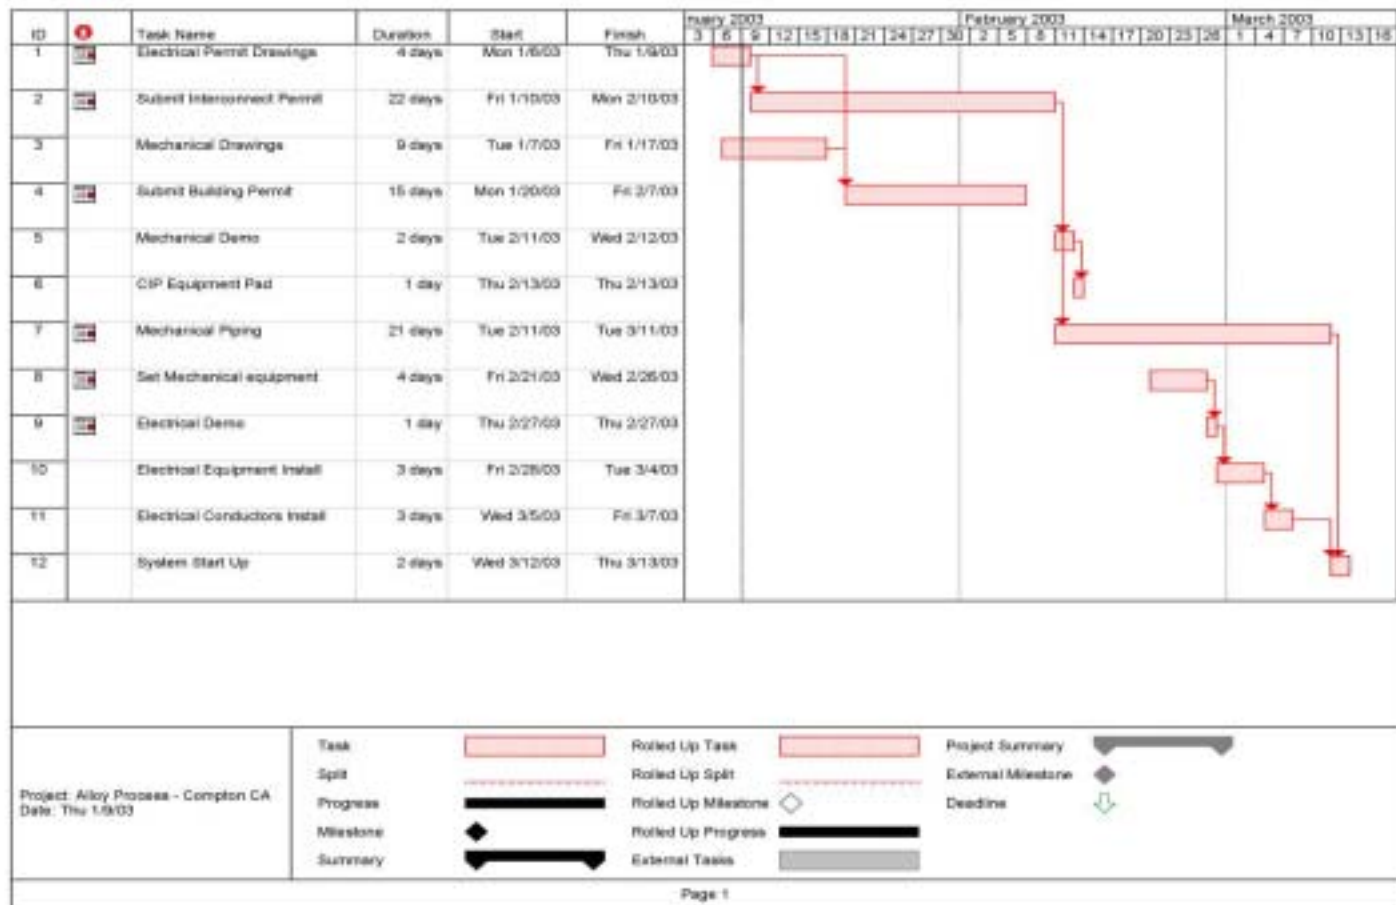 nuary 2003 February 2003 March 2003
ID Task Name Duration Start Finish 3 6 9 12 15 18 21 24 27 30 2 5 8 11 14 17 20 23 26 1 4 7 10 13 16
1 Electrical Permit Drawings 4 days Mon 1/6/03 Thu 1/9/03
2 Submit Interconnect Permit 22 days Fri 1/10/03 Mon 2/10/03
3 Mechanical Drawings 9 days Tue 1/7/03 Fri 1/17/03
4 Submit Building Permit 15 days Mon 1/20/03 Fri 2/7/03
5 Mechanical Demo 2 days Tue 2/11/03 Wed 2/12/03
6 CIP Equipment Pad 1 day Thu 2/13/03 Thu 2/13/03
7 Mechanical Piping 21 days Tue 2/11/03 Tue 3/11/03
8 Set Mechanical equipment 4 days Fri 2/21/03 Wed 2/26/03
9 Electrical Demo 1 day Thu 2/27/03 Thu 2/27/03
10 Electrical Equipment Install 3 days Fri 2/28/03 Tue 3/4/03
11 Electrical Conductors Install 3 days Wed 3/5/03 Fri 3/7/03
12 System Start Up 2 days Wed 3/12/03 Thu 3/13/03
Project: Alloy Process - Compton CA
Date: Thu 1/9/03
Task Rolled Up Task Project Summary
Split Rolled Up Split External Milestone
Progress Rolled Up Milestone Deadline
Milestone Rolled Up Progress
Summary External Tasks
Page 1